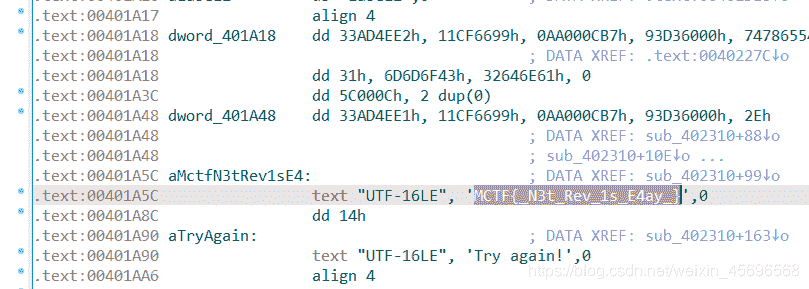 .text:00401A17 align 4
.text:00401A18 dword_401A18 dd 33AD4EE2h, 11CF6699h, 0AA000CB7h, 93D36000h, 74786554
.text:00401A18 ; DATA XREF: .text:0040227C↓o
.text:00401A18 dd 31h, 6D6D6F43h, 32646E61h, 0
.text:00401A3C dd 5C000Ch, 2 dup(0)
.text:00401A48 dword_401A48 dd 33AD4EE1h, 11CF6699h, 0AA000CB7h, 93D36000h, 2Eh
.text:00401A48 ; DATA XREF: sub_402310+88↓o
.text:00401A48 ; sub_402310+10E↓o ...
.text:00401A5C aMctfN3tRev1sE4: ; DATA XREF: sub_402310+99↓o
.text:00401A5C text "UTF-16LE", 'MCTF{_N3t_Rev_1s_E4ay_}',0
.text:00401A8C dd 14h
.text:00401A90 aTryAgain: ; DATA XREF: sub_402310+163↓o
.text:00401A90 text "UTF-16LE", 'Try again!',0
.text:00401AA6 align 4
https://blog.csdn.net/weixin_45696568